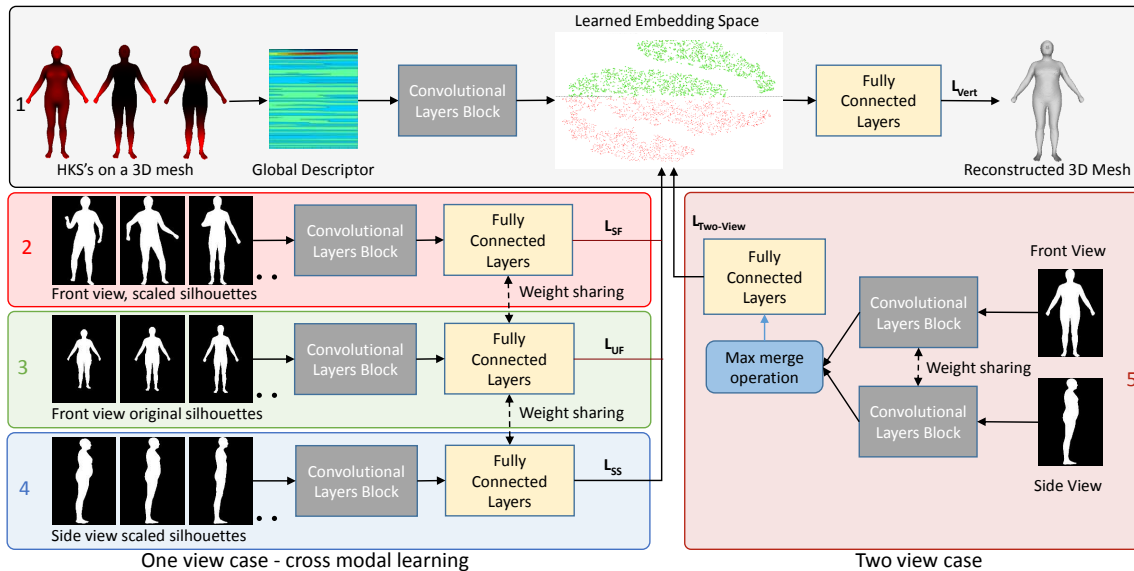 Learned Embedding Space
1
Convolutional
Layers Block
Fully
Connected
Layers
L_Vert
HKS's on a 3D mesh
Global Descriptor
Reconstructed 3D Mesh
2
Convolutional
Layers Block
Fully
Connected
Layers
L_SF
Front view, scaled silhouettes
. .
Weight sharing
3
Convolutional
Layers Block
Fully
Connected
Layers
L_UF
Front view original silhouettes
. .
Weight sharing
4
Convolutional
Layers Block
Fully
Connected
Layers
L_SS
Side view scaled silhouettes
. .
One view case - cross modal learning
L_Two-View
Fully
Connected
Layers
Max merge
operation
Front View
Convolutional
Layers Block
Weight sharing
5
Convolutional
Layers Block
Side View
Two view case